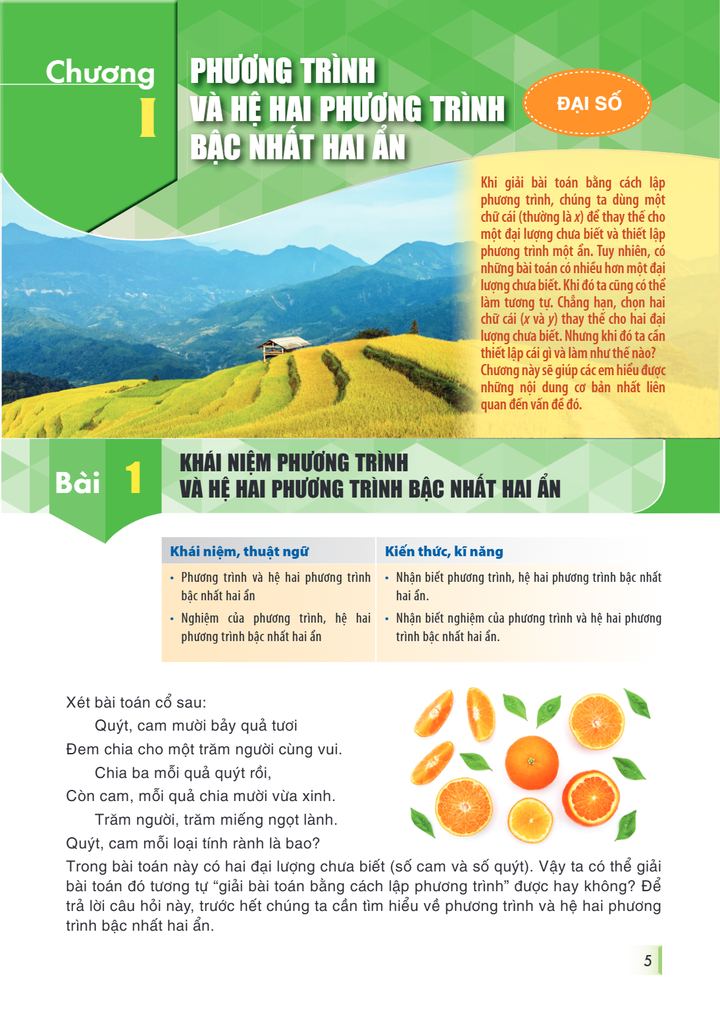 Chương
I
PHƯƠNG TRÌNH
VÀ HỆ HAI PHƯƠNG TRÌNH
BẬC NHẤT HAI ẨN
ĐẠI SỐ
Khi giải bài toán bằng cách lập
phương trình, chúng ta dùng một
chữ cái (thường là x) để thay thế cho
một đại lượng chưa biết và thiết lập
phương trình một ẩn. Tuy nhiên, có
những bài toán có nhiều hơn một đại
lượng chưa biết. Khi đó ta cũng có thể
làm tương tự. Chẳng hạn, chọn hai
chữ cái (x và y) thay thế cho hai đại
lượng chưa biết. Nhưng khi đó ta cần
thiết lập cái gì và làm như thế nào?
Chương này sẽ giúp các em hiểu được
những nội dung cơ bản nhất liên
quan đến vấn đề đó.
Bài 1
KHÁI NIỆM PHƯƠNG TRÌNH
VÀ HỆ HAI PHƯƠNG TRÌNH BẬC NHẤT HAI ẨN
Khái niệm, thuật ngữ
• Phương trình và hệ hai phương trình
bậc nhất hai ẩn
• Nghiệm của phương trình, hệ hai
phương trình bậc nhất hai ẩn
Kiến thức, kĩ năng
• Nhận biết phương trình, hệ hai phương trình bậc nhất
hai ẩn.
• Nhận biết nghiệm của phương trình và hệ hai phương
trình bậc nhất hai ẩn.
Xét bài toán cổ sau:
Quýt, cam mười bảy quả tươi
Đem chia cho một trăm người cùng vui.
Chia ba mỗi quả quýt rồi,
Còn cam, mỗi quả chia mười vừa xinh.
Trăm người, trăm miếng ngọt lành.
Quýt, cam mỗi loại tính rành là bao?
Trong bài toán này có hai đại lượng chưa biết (số cam và số quýt). Vậy ta có thể giải
bài toán đó tương tự “giải bài toán bằng cách lập phương trình” được hay không? Để
trả lời câu hỏi này, trước hết chúng ta cần tìm hiểu về phương trình và hệ hai phương
trình bậc nhất hai ẩn.
5